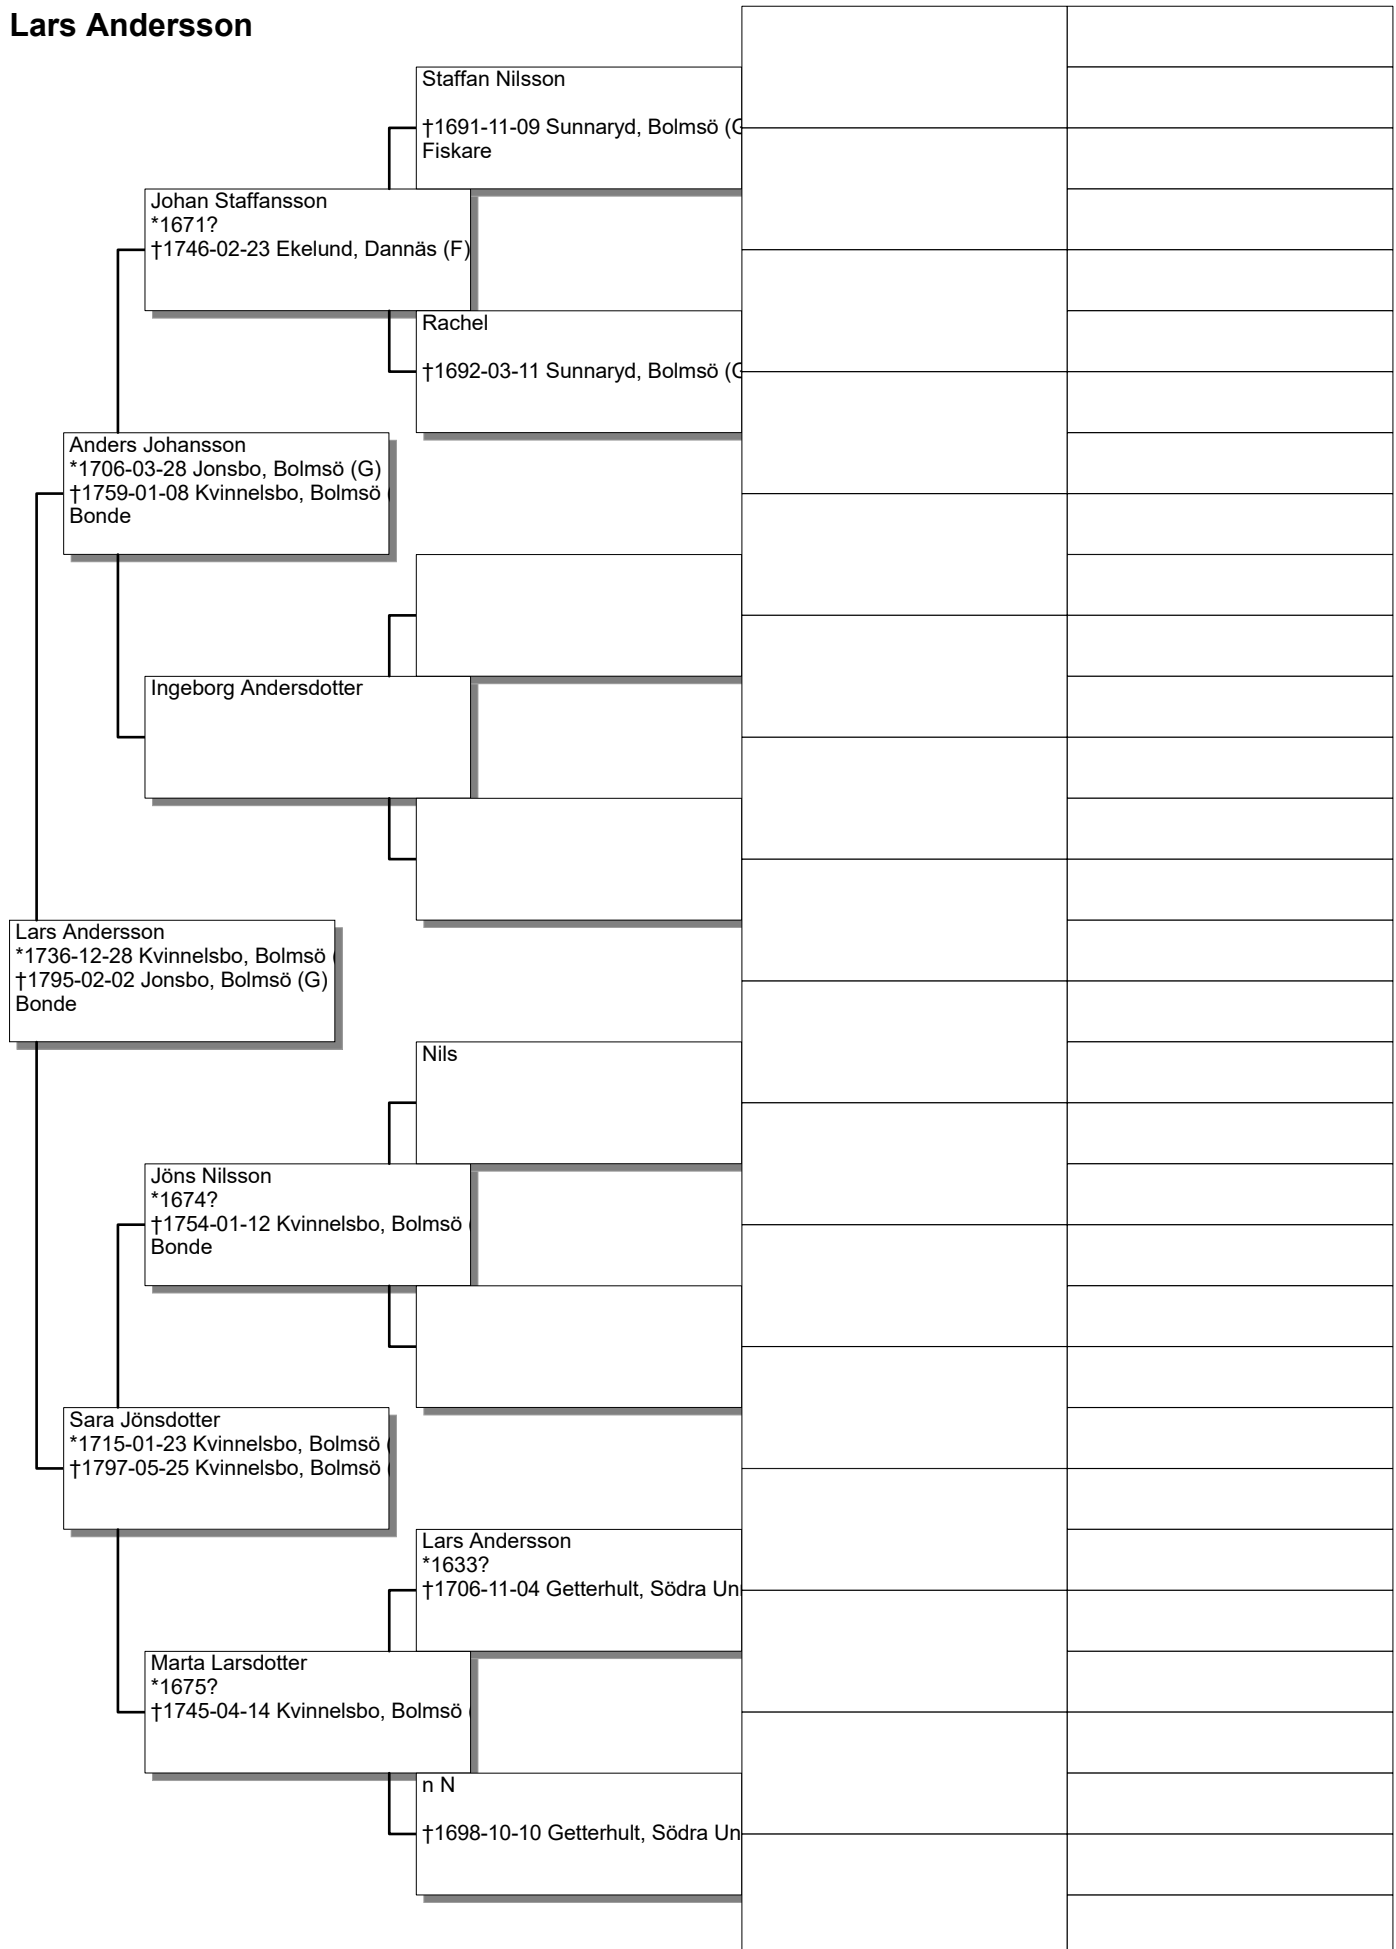 Lars Andersson
Staffan Nilsson
†1691-11-09 Sunnaryd, Bolmsö (G
Fiskare
Johan Staffansson
*1671?
†1746-02-23 Ekelund, Dannäs (F)
Rachel
†1692-03-11 Sunnaryd, Bolmsö (G
Anders Johansson
*1706-03-28 Jonsbo, Bolmsö (G)
†1759-01-08 Kvinnelsbo, Bolmsö (
Bonde
Ingeborg Andersdotter
Lars Andersson
*1736-12-28 Kvinnelsbo, Bolmsö (
†1795-02-02 Jonsbo, Bolmsö (G)
Bonde
Nils
Jöns Nilsson
*1674?
†1754-01-12 Kvinnelsbo, Bolmsö (
Bonde
Sara Jönsdotter
*1715-01-23 Kvinnelsbo, Bolmsö (
†1797-05-25 Kvinnelsbo, Bolmsö (
Lars Andersson
*1633?
†1706-11-04 Getterhult, Södra Un
Marta Larsdotter
*1675?
†1745-04-14 Kvinnelsbo, Bolmsö (
n N
†1698-10-10 Getterhult, Södra Un